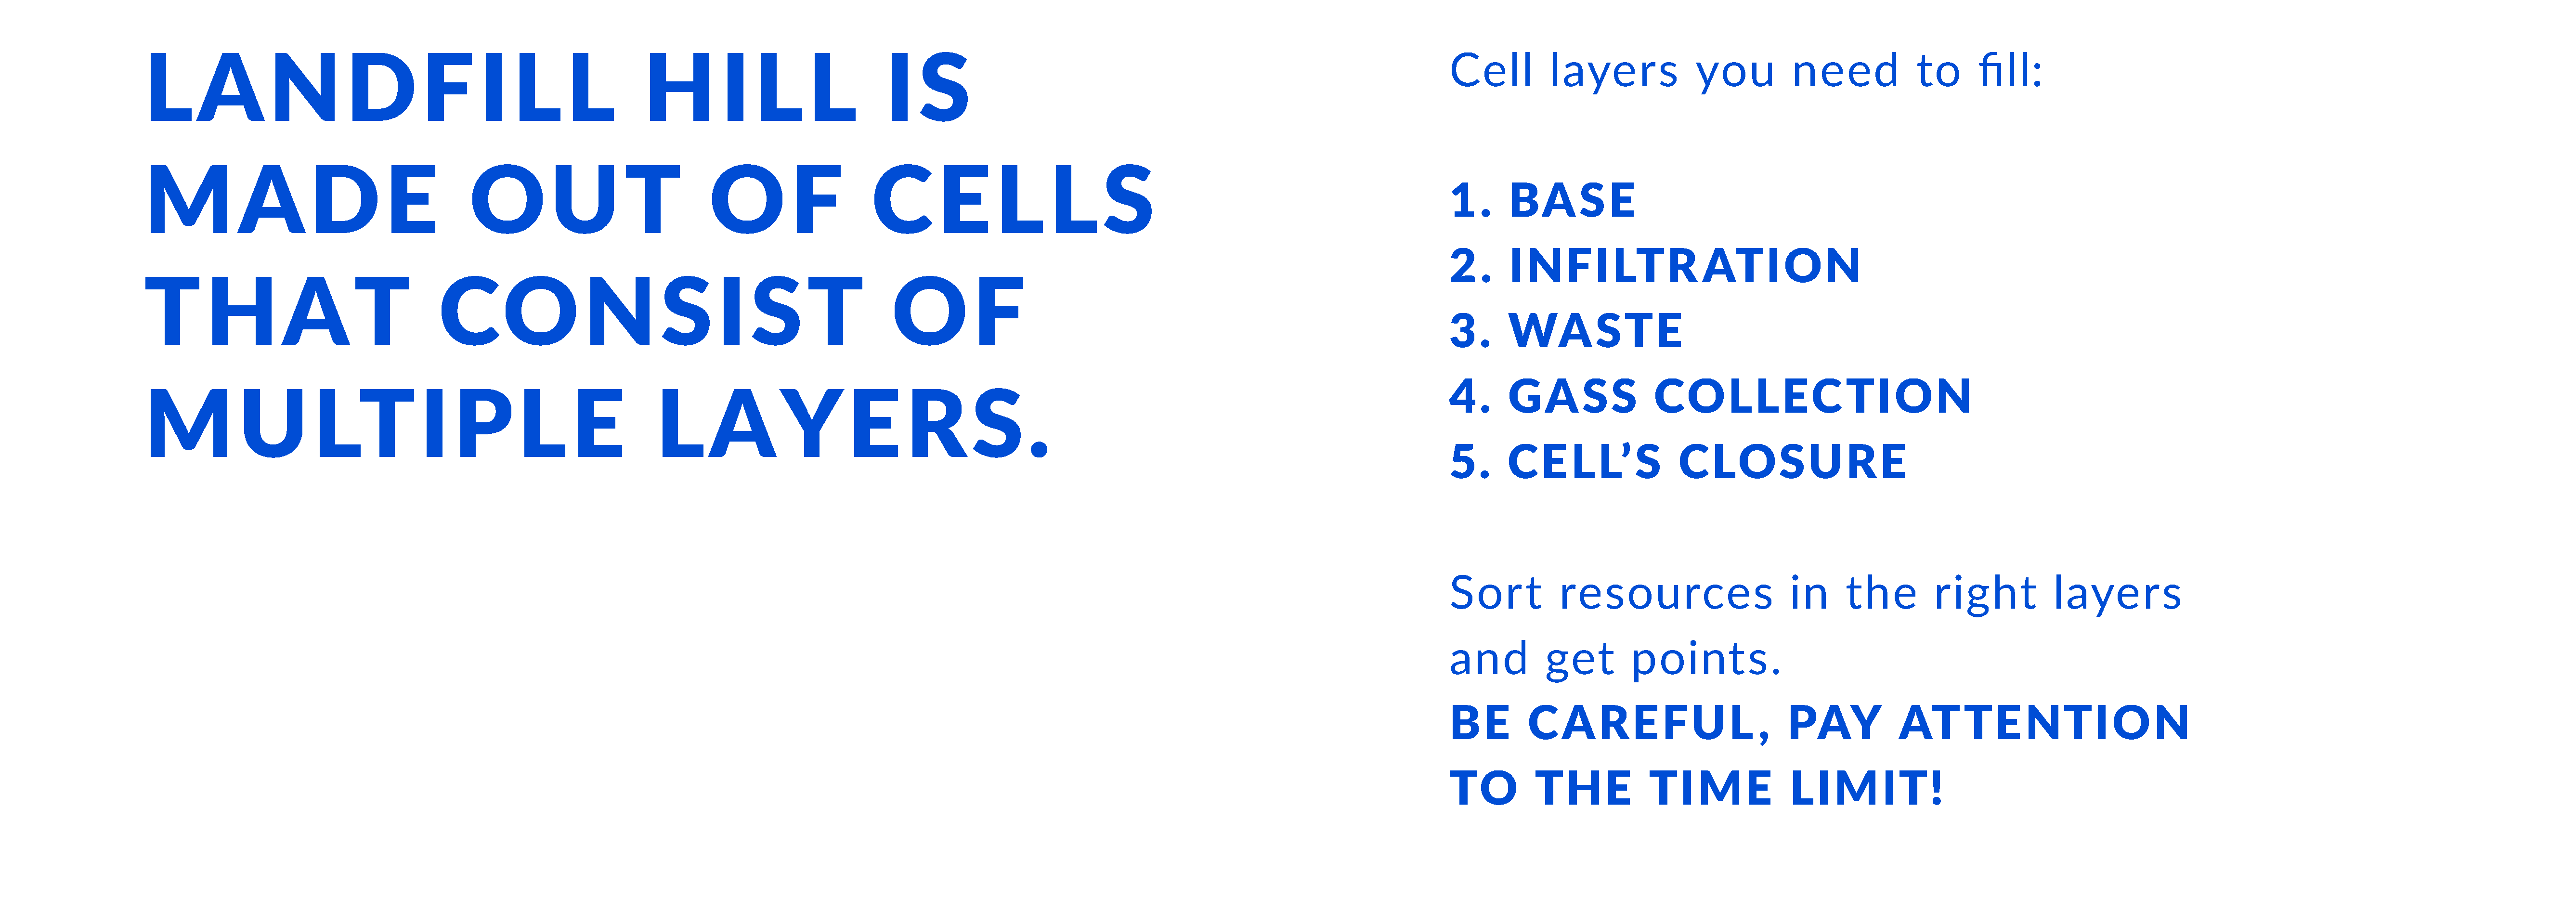 LANDFILL HILL IS
MADE OUT OF CELLS
THAT CONSIST OF
MULTIPLE LAYERS.
Cell layers you need to fill:
1. BASE
2. INFILTRATION
3. WASTE
4. GASS COLLECTION
5. CELL’S CLOSURE
Sort resources in the right layers
and get points.
BE CAREFUL, PAY ATTENTION
TO THE TIME LIMIT!